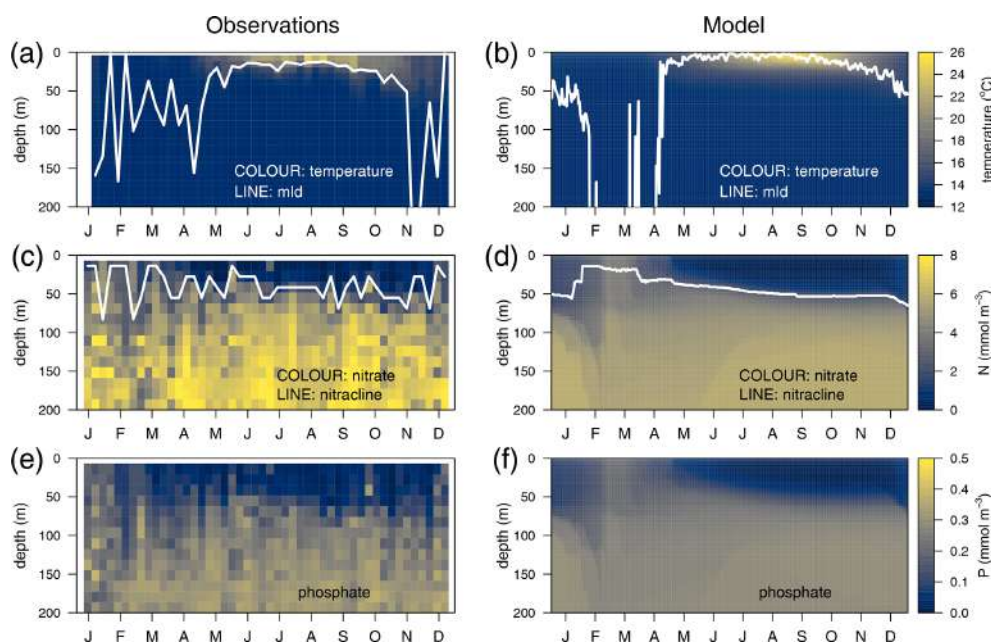 Observations
Model
(a)
0
50
100
150
200
depth (m)
COLOUR: temperature
LINE: mld
J F M A M J J A S O N D
(b)
0
50
100
150
200
depth (m)
COLOUR: temperature
LINE: mld
J F M A M J J A S O N D
26
24
22
20
18
16
14
12
temperature (°C)
(c)
0
50
100
150
200
depth (m)
COLOUR: nitrate
LINE: nitracline
J F M A M J J A S O N D
(d)
0
50
100
150
200
depth (m)
COLOUR: nitrate
LINE: nitracline
J F M A M J J A S O N D
8
6
4
2
0
N (mmol m⁻³)
(e)
0
50
100
150
200
depth (m)
phosphate
J F M A M J J A S O N D
(f)
0
50
100
150
200
depth (m)
phosphate
J F M A M J J A S O N D
0.5
0.4
0.3
0.2
0.1
0.0
P (mmol m⁻³)